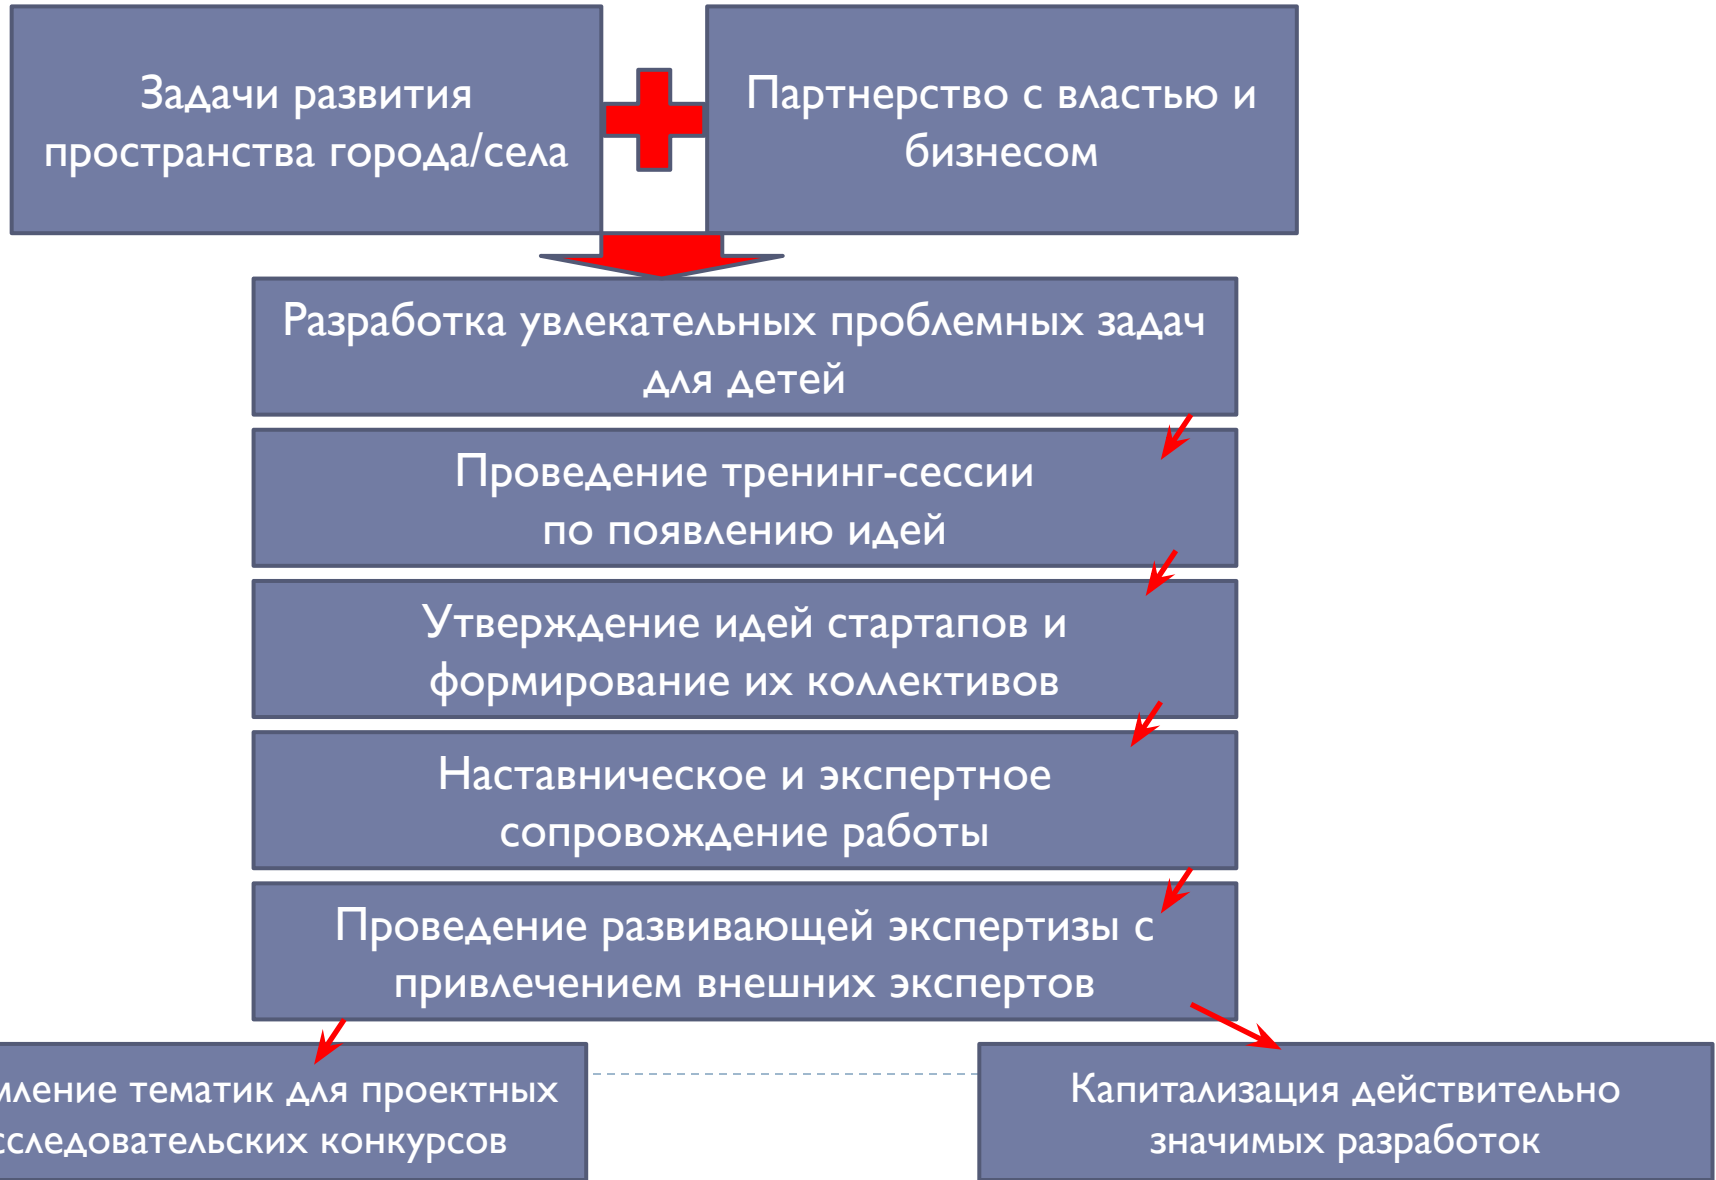 Задачи развития
пространства города/села
Партнерство с властью и
бизнесом
Разработка увлекательных проблемных задач
для детей
Проведение тренинг-сессии
по появлению идей
Утверждение идей стартапов и
формирование их коллективов
Наставническое и экспертное
сопровождение работы
Проведение развивающей экспертизы с
привлечением внешних экспертов
тематик для проектных
конкурсов
Капитализация действительно
значимых разработок